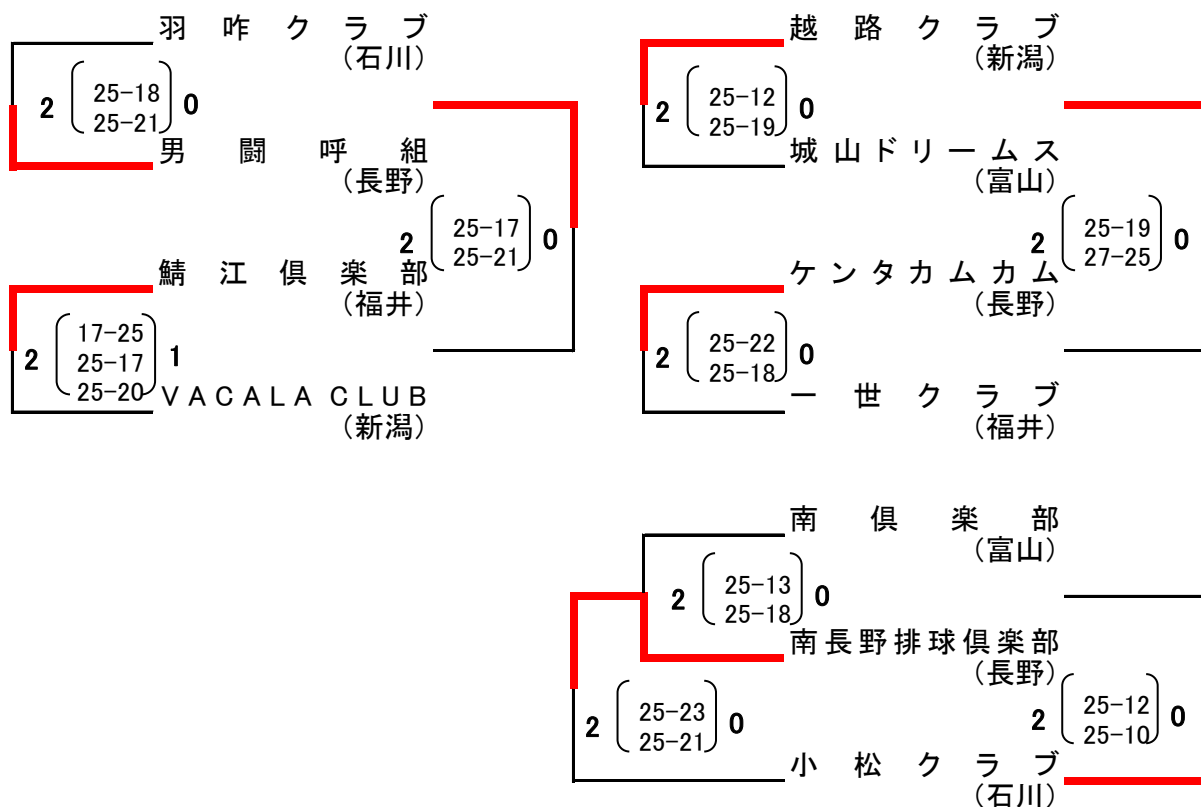 羽咋クラブ
(石川)
2 25-18 0
25-21
男闘呼組
(長野)
2 25-17 0
25-21
鯖江倶楽部
(福井)
17-25
2 25-17 1
25-20
VACALA CLUB
(新潟)
越路クラブ
(新潟)
2 25-12 0
25-19
城山ドリームス
(富山)
2 25-19 0
27-25
ケンタカムカム
(長野)
2 25-22 0
25-18
一世クラブ
(福井)
南倶楽部
(富山)
2 25-13 0
25-18
南長野排球倶楽部
(長野)
2 25-23 0
25-21
2 25-12 0
25-10
小松クラブ
(石川)